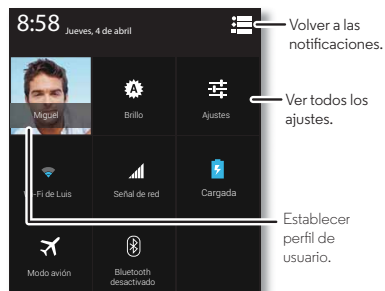 8:58 Jueves, 4 de abril
Volver a las
notificaciones.
Miguel
Brillo
Ajustes
Ver todos los
ajustes.
Wi-Fi de Luis
Señal de red
Cargada
Establecer
perfil de
usuario.
Modo avión
Bluetooth
desactivado